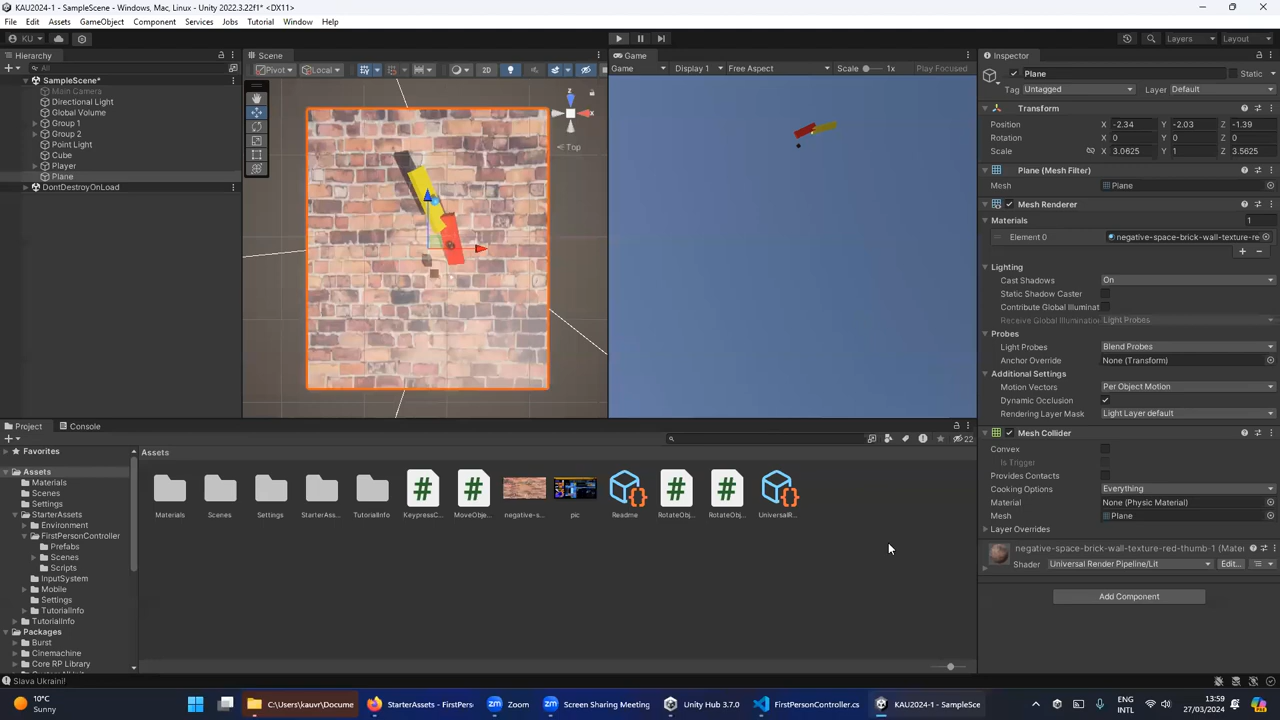 KAU2024-1 - SampleScene - Windows, Mac, Linux - Unity 2022.3.22f1* <DX11>
File Edit Assets GameObject Component Services Jobs Tutorial Window Help
KU
Layers
Layout
Hierarchy
All
SampleScene*
Main Camera
Directional Light
Global Volume
Group 1
Group 2
Point Light
Cube
Player
Plane
DontDestroyOnLoad
Scene
Pivot
Local
2D
z
x
Top
Game
Game
Display 1
Free Aspect
Scale
1x
Play Focused
Inspector
Plane
Static
Tag Untagged
Layer Default
Transform
Position X -2.34 Y -2.03 Z -1.39
Rotation X 0 Y 0 Z 0
Scale X 3.0625 Y 1 Z 3.5625
Plane (Mesh Filter)
Mesh Plane
Mesh Renderer
Materials 1
Element 0 negative-space-brick-wall-texture-re
Lighting
Cast Shadows On
Static Shadow Caster
Contribute Global Illuminat
Receive Global Illumination Light Probes
Probes
Light Probes Blend Probes
Anchor Override None (Transform)
Additional Settings
Motion Vectors Per Object Motion
Dynamic Occlusion
Rendering Layer Mask Light Layer default
Mesh Collider
Convex
Is Trigger
Provides Contacts
Cooking Options Everything
Material None (Physic Material)
Mesh Plane
Layer Overrides
negative-space-brick-wall-texture-red-thumb-1 (Mater
Shader Universal Render Pipeline/Lit Edit...
Add Component
Project
Console
22
Favorites
Assets
Materials
Scenes
Settings
StarterAssets
Environment
FirstPersonController
Prefabs
Scenes
Scripts
InputSystem
Mobile
Settings
TutorialInfo
TutorialInfo
Packages
Burst
Cinemachine
Core RP Library
Assets
Materials
Scenes
Settings
StarterAss...
TutorialInfo
KeypressC...
MoveObje...
negative-s...
pic
Readme
RotateObj...
RotateObj...
UniversalR...
Slava Ukraini!
10°C
Sunny
C:\Users\kauvr\Docume
StarterAssets - FirstPers
Zoom
Screen Sharing Meeting
Unity Hub 3.7.0
FirstPersonController.cs
KAU2024-1 - SampleSce
ENG
INTL
13:59
27/03/2024